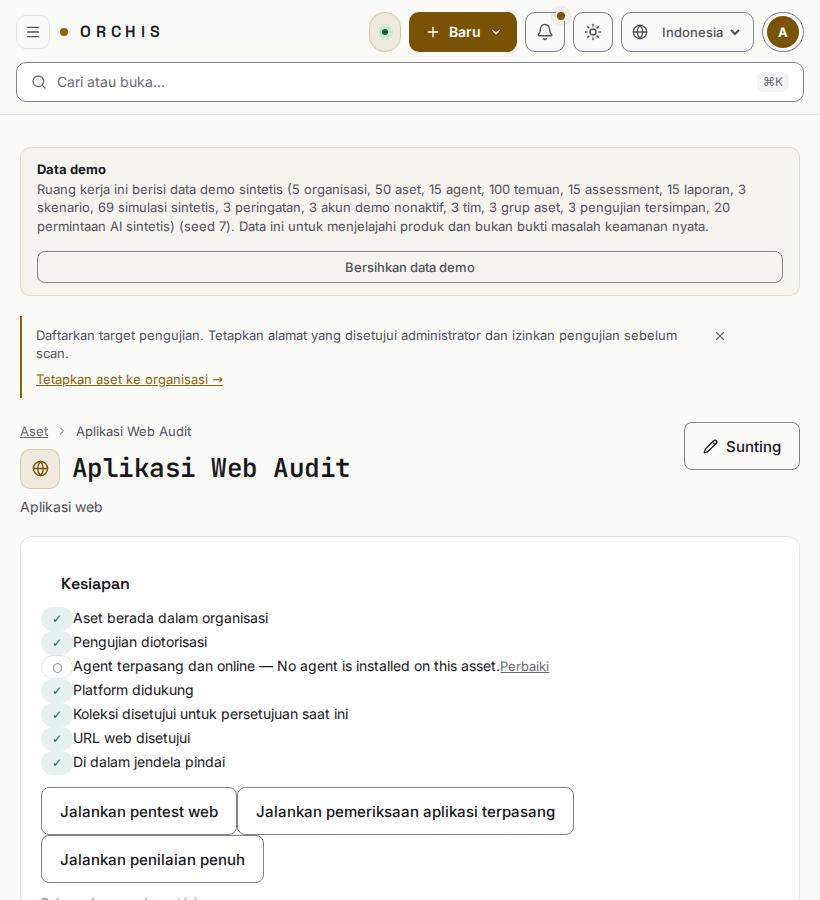 ORCHIS
Baru
Indonesia
A
Cari atau buka...
⌘K
Data demo
Ruang kerja ini berisi data demo sintetis (5 organisasi, 50 aset, 15 agent, 100 temuan, 15 assessment, 15 laporan, 3
skenario, 69 simulasi sintetis, 3 peringatan, 3 akun demo nonaktif, 3 tim, 3 grup aset, 3 pengujian tersimpan, 20
permintaan AI sintetis) (seed 7). Data ini untuk menjelajahi produk dan bukan bukti masalah keamanan nyata.
Bersihkan data demo
Daftarkan target pengujian. Tetapkan alamat yang disetujui administrator dan izinkan pengujian sebelum
scan.
Tetapkan aset ke organisasi →
Aset > Aplikasi Web Audit
Sunting
Aplikasi Web Audit
Aplikasi web
Kesiapan
✓ Aset berada dalam organisasi
✓ Pengujian diotorisasi
○ Agent terpasang dan online — No agent is installed on this asset.Perbaiki
✓ Platform didukung
✓ Koleksi disetujui untuk persetujuan saat ini
✓ URL web disetujui
✓ Di dalam jendela pindai
Jalankan pentest web
Jalankan pemeriksaan aplikasi terpasang
Jalankan penilaian penuh